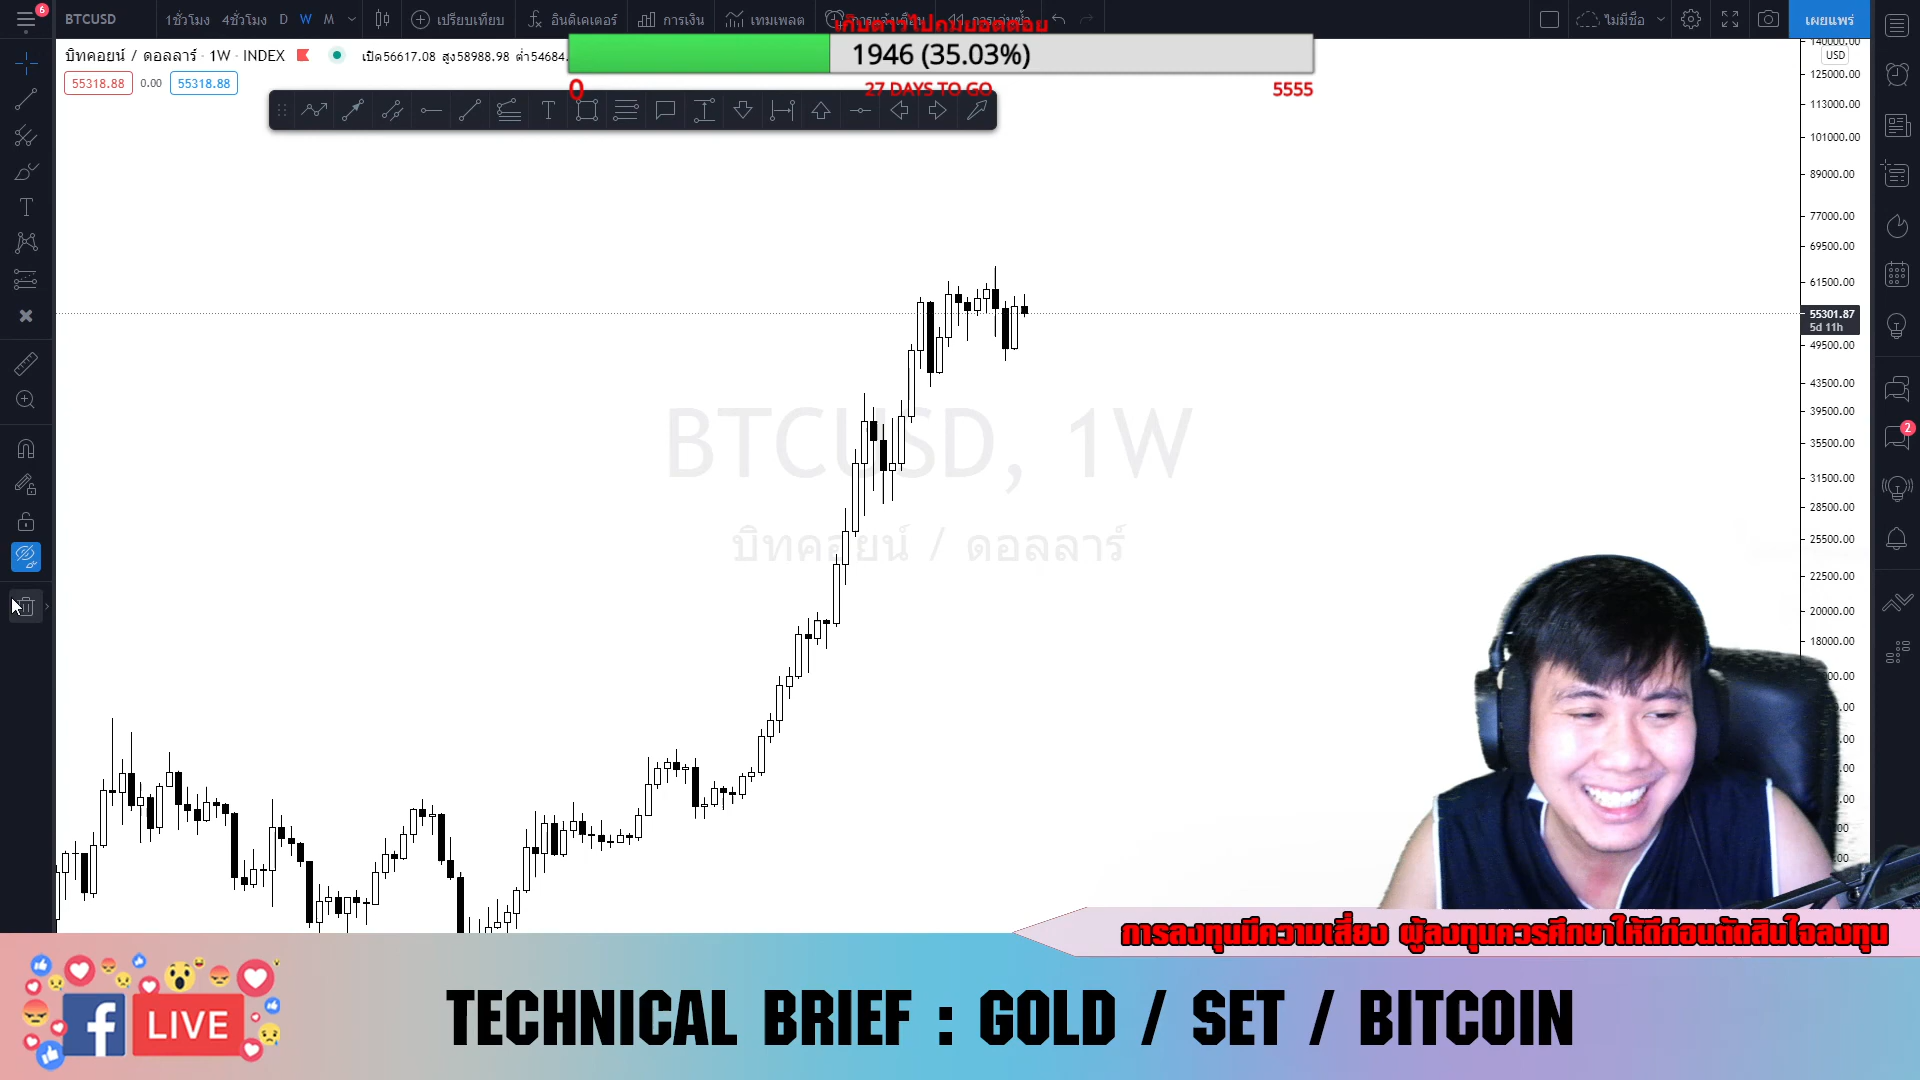 6
BTCUSD
1ชั่วโมง 4ชั่วโมง D W M
เปรียบเทียบ
อินดิเคเตอร์
การเงิน
เทมเพลต
ไม่มีชื่อ
เผยแพร่
บิทคอยน์ / ดอลลาร์ · 1W · INDEX
เปิด56617.08 สูง58988.98 ต่ำ54684.
55318.88 0.00 55318.88
1946 (35.03%)
0
27 DAYS TO GO
5555
BTCUSD, 1W
บิทคอยน์ / ดอลลาร์
140000.00
USD
125000.00
113000.00
101000.00
89000.00
77000.00
69500.00
61500.00
55301.87
5d 11h
49500.00
43500.00
39500.00
35500.00
31500.00
28500.00
25500.00
22500.00
20000.00
18000.00
2
การลงทุนมีความเสี่ยง ผู้ลงทุนควรศึกษาให้ดีก่อนตัดสินใจลงทุน
f LIVE
TECHNICAL BRIEF : GOLD / SET / BITCOIN